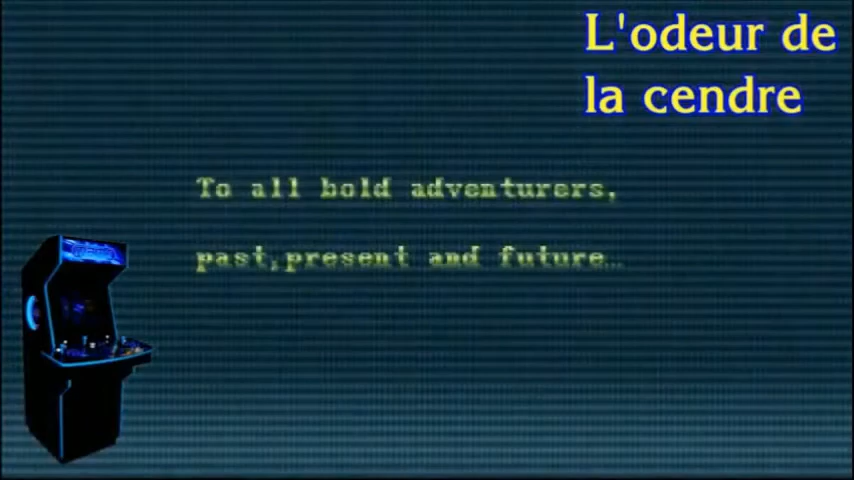 L'odeur de
la cendre
To all bold adventurers,
past,present and future...